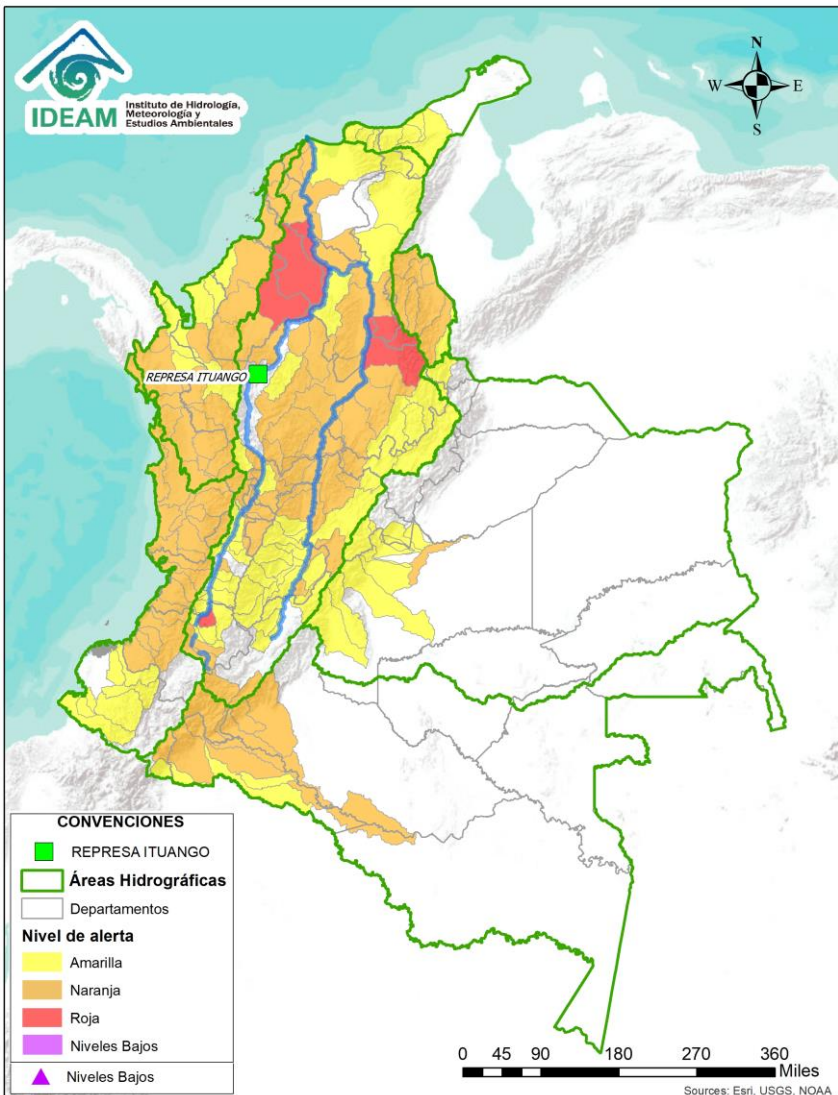 IDEAM
Instituto de Hidrología,
Meteorología y
Estudios Ambientales
N
W
E
S
REPRESA ITUANGO
CONVENCIONES
REPRESA ITUANGO
Áreas Hidrográficas
Departamentos
Nivel de alerta
Amarilla
Naranja
Roja
Niveles Bajos
Niveles Bajos
0 45 90 180 270 360
Miles
Sources: Esri, USGS, NOAA